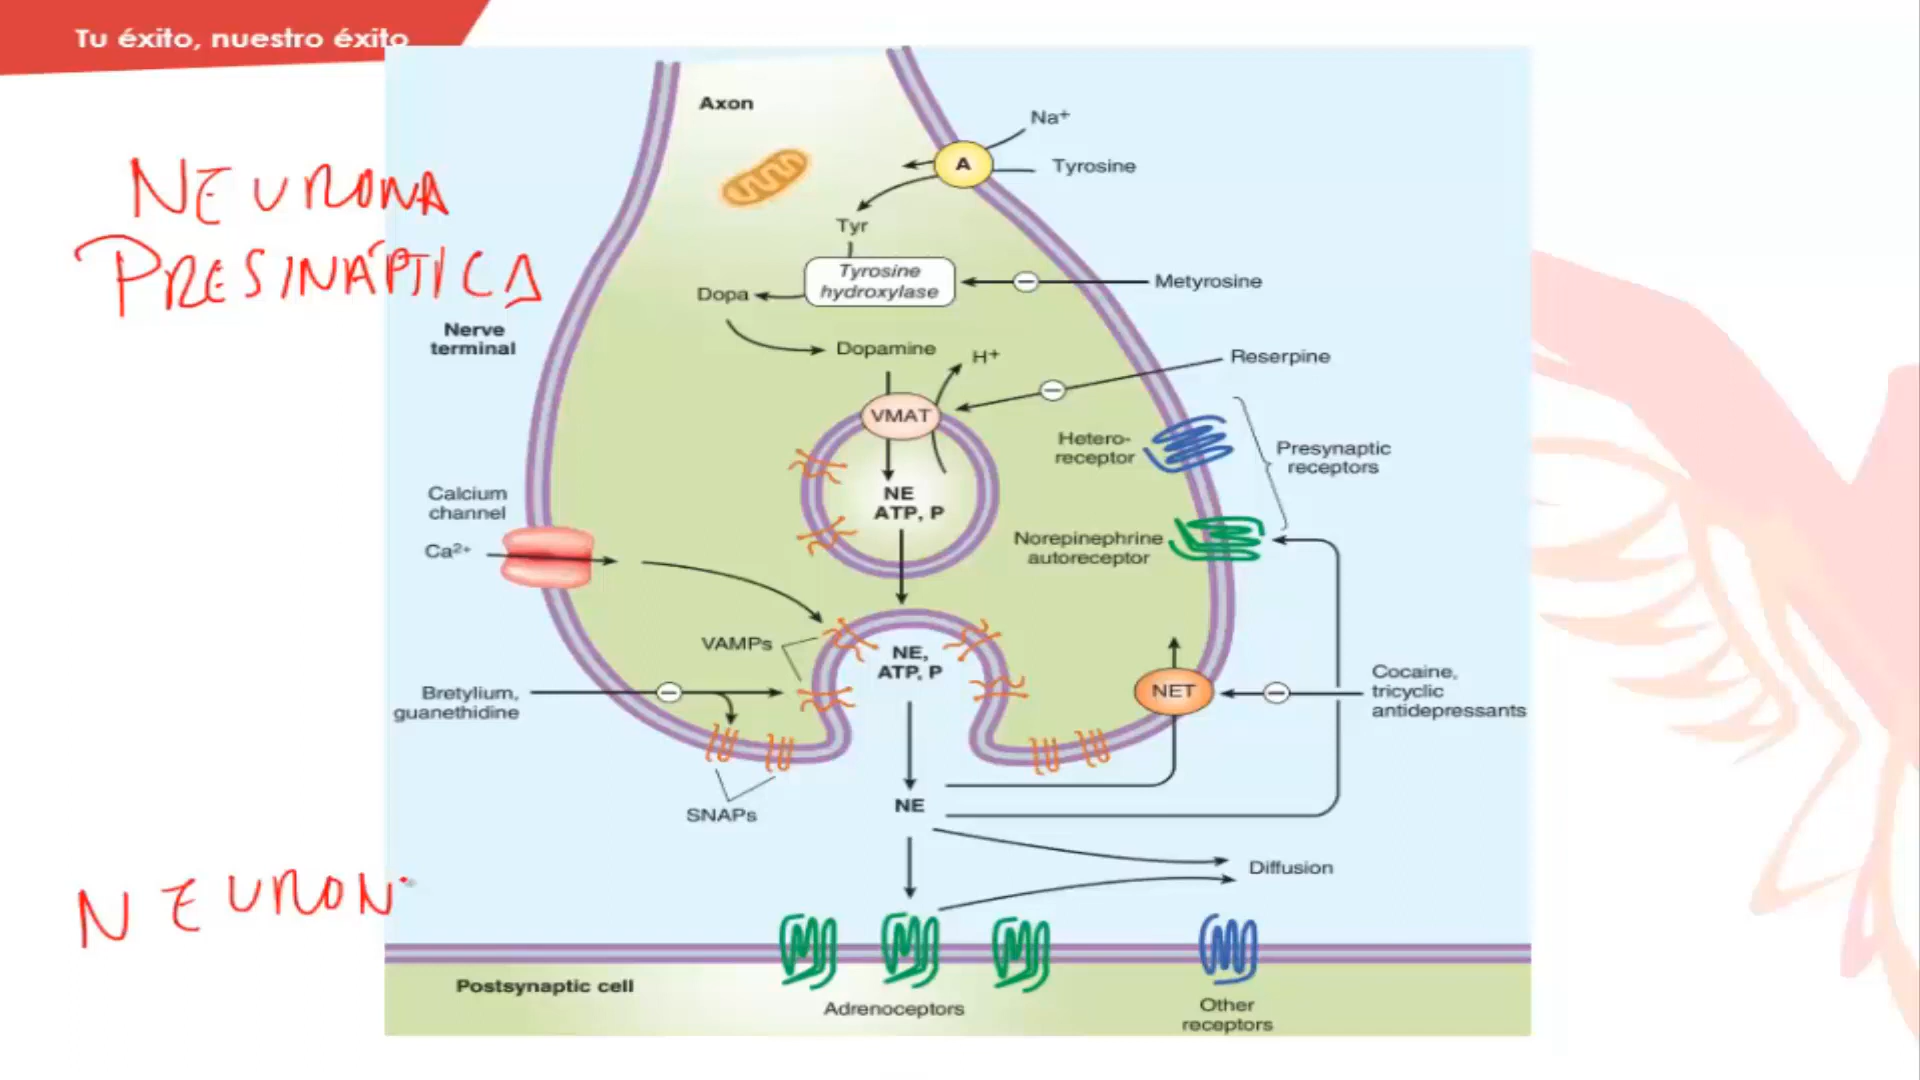 Tu éxito, nuestro éxito
Axon
Na+
A
Tyrosine
NEURONA
PRESINÁPTICA
Tyr
Tyrosine
hydroxylase
Metyrosine
Dopa
Nerve
terminal
Dopamine
H+
Reserpine
VMAT
Hetero-
receptor
Presynaptic
receptors
Calcium
channel
NE
ATP, P
Ca2+
Norepinephrine
autoreceptor
VAMPs
NE,
ATP, P
Bretylium,
guanethidine
NET
Cocaine,
tricyclic
antidepressants
SNAPs
NE
Diffusion
NEURON
Postsynaptic cell
Adrenoceptors
Other
receptors